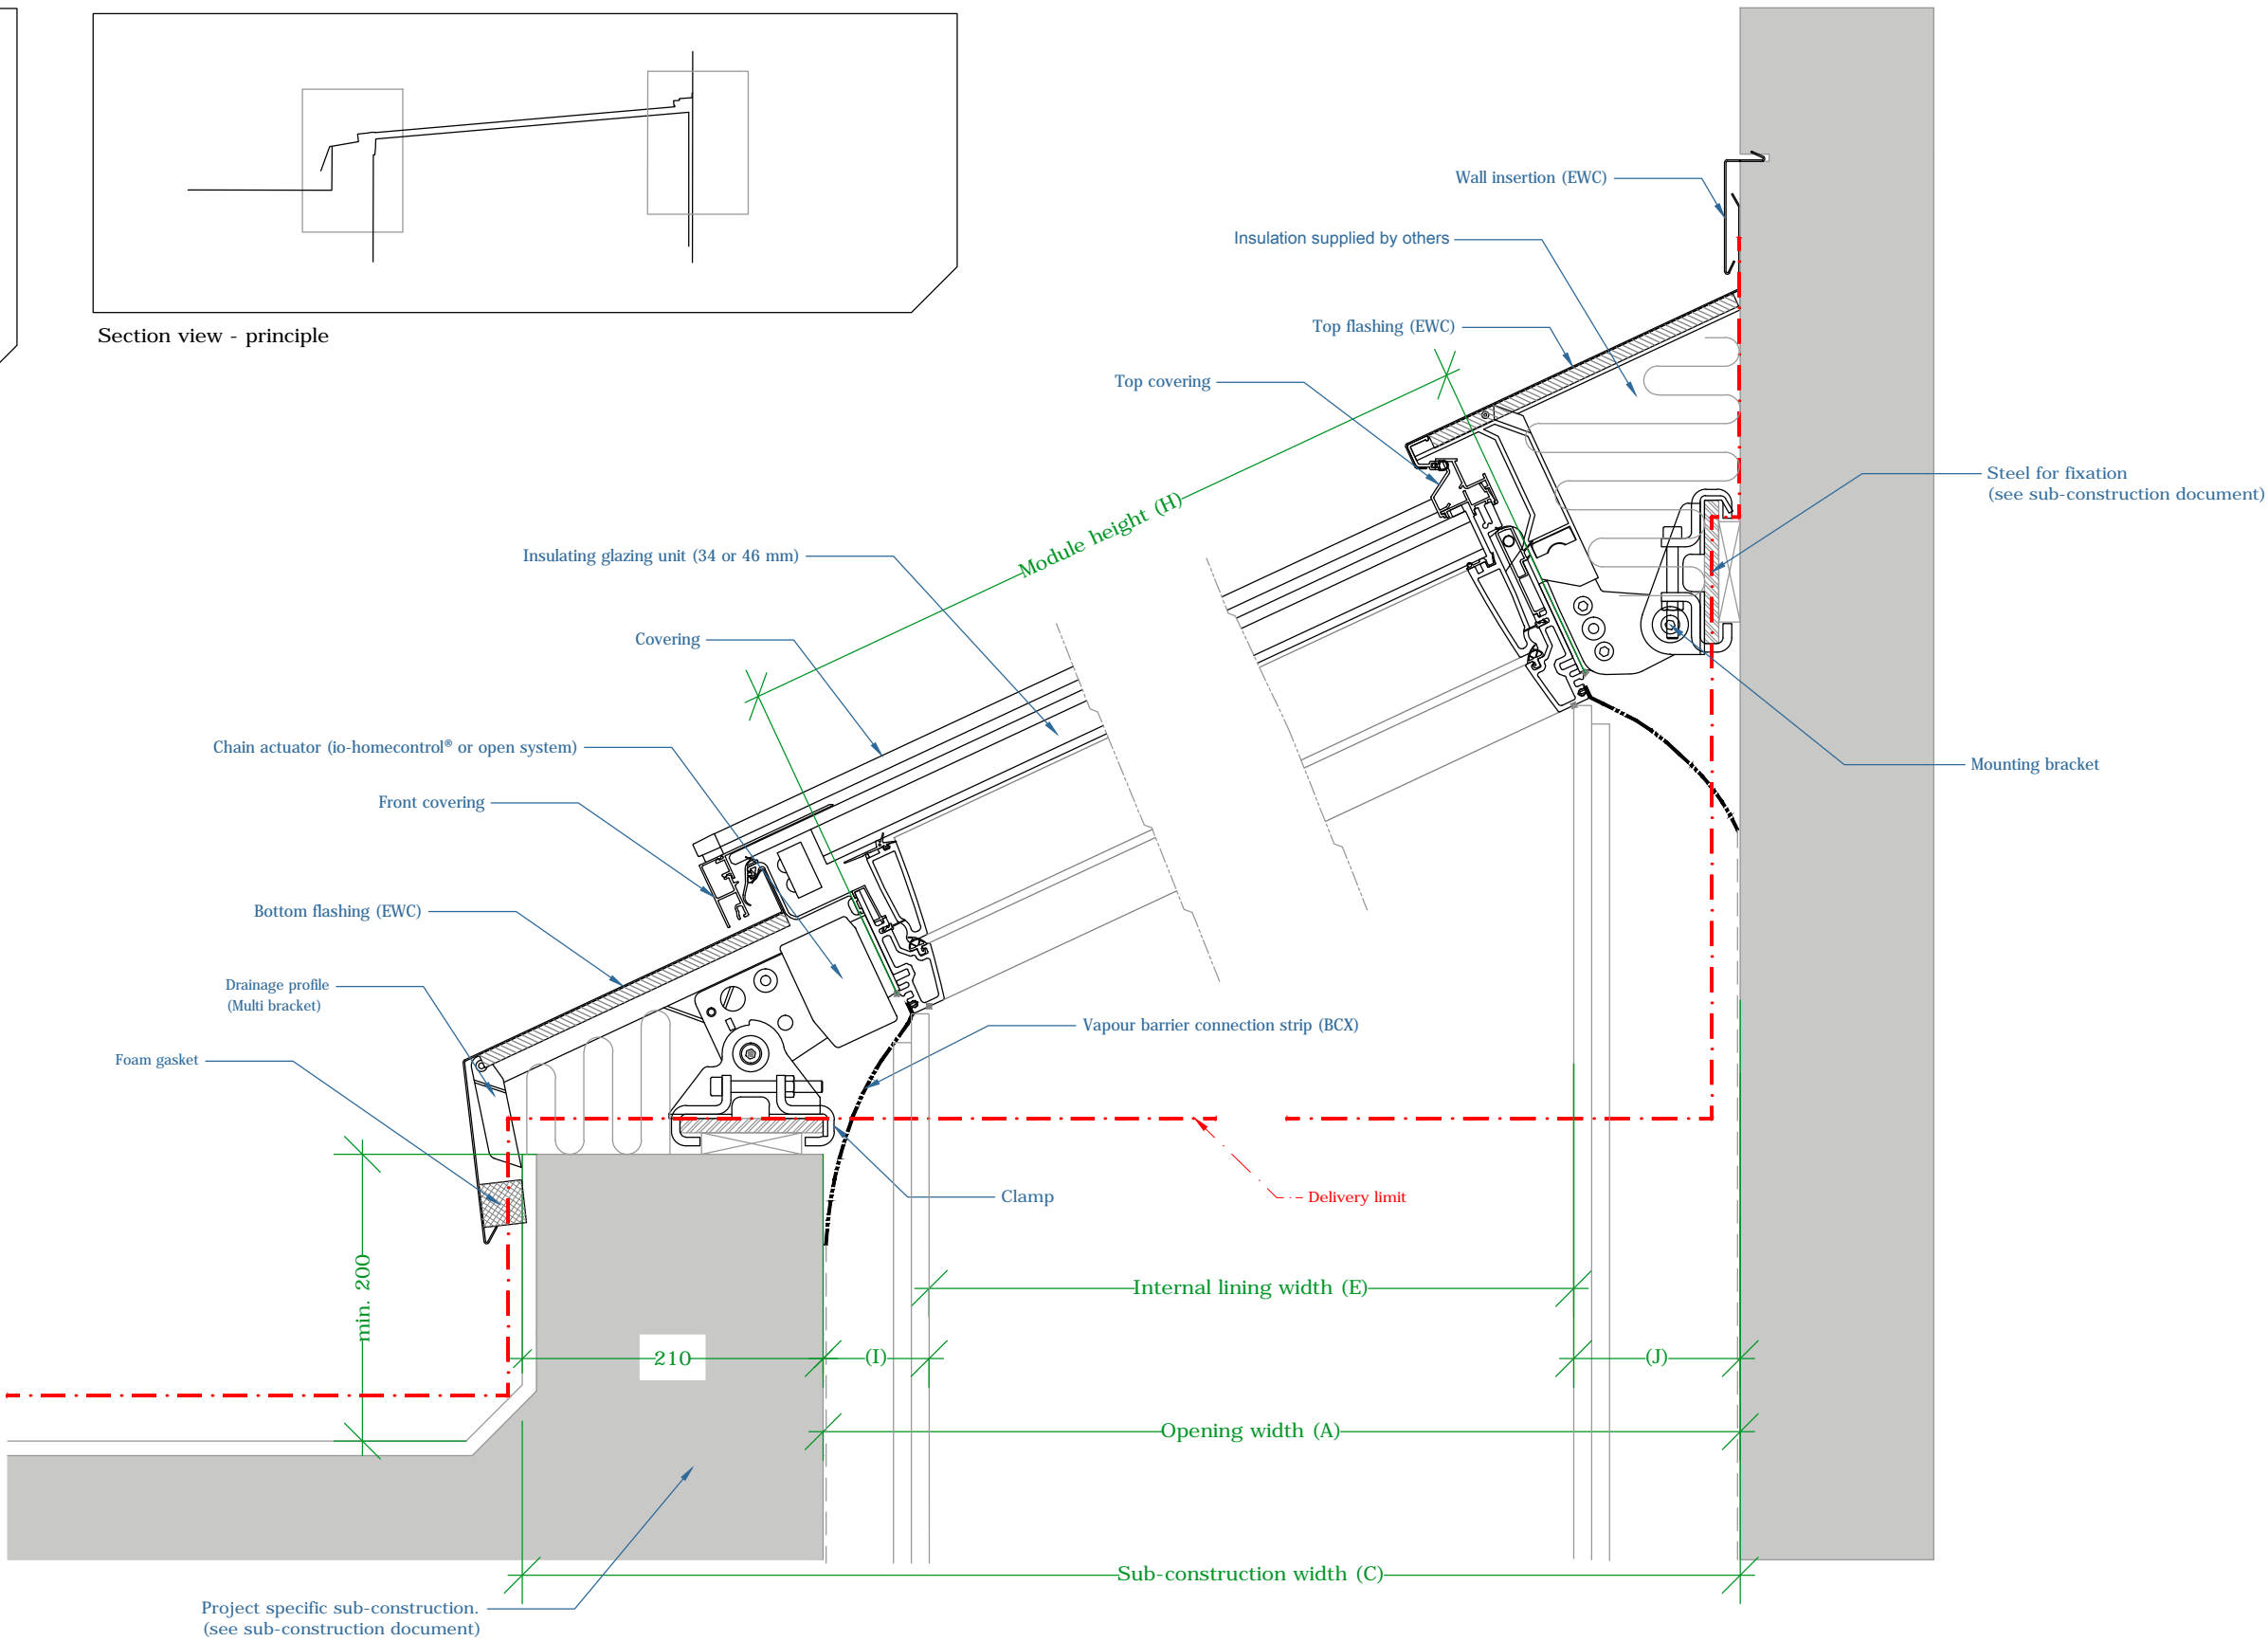 Section view - principle
Wall insertion (EWC)
Insulation supplied by others
Top flashing (EWC)
Top covering
Steel for fixation
(see sub-construction document)
Module height (H)
Insulating glazing unit (34 or 46 mm)
Covering
Chain actuator (io-homecontrol® or open system)
Mounting bracket
Front covering
Bottom flashing (EWC)
Drainage profile
(Multi bracket)
Vapour barrier connection strip (BCX)
Foam gasket
Clamp
Delivery limit
min. 200
Internal lining width (E)
210
(I)
(J)
Opening width (A)
Sub-construction width (C)
Project specific sub-construction.
(see sub-construction document)